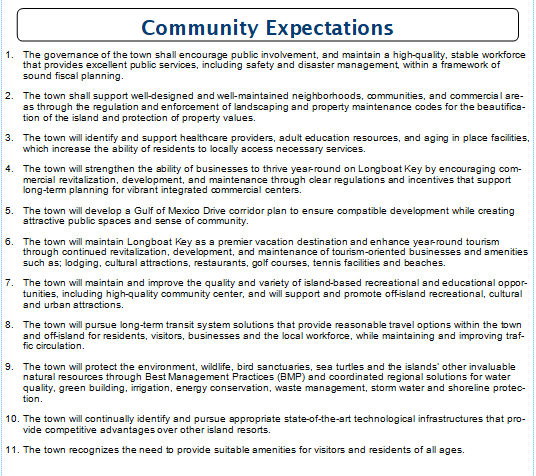 Community Expectations
1. The governance of the town shall encourage public involvement, and maintain a high-quality, stable workforce
that provides excellent public services, including safety and disaster management, within a framework of
sound fiscal planning.
2. The town shall support well-designed and well-maintained neighborhoods, communities, and commercial are-
as through the regulation and enforcement of landscaping and property maintenance codes for the beautifica-
tion of the island and protection of property values.
3. The town will identify and support healthcare providers, adult education resources, and aging in place facilities,
which increase the ability of residents to locally access necessary services.
4. The town will strengthen the ability of businesses to thrive year-round on Longboat Key by encouraging com-
mercial revitalization, development, and maintenance through clear regulations and incentives that support
long-term planning for vibrant integrated commercial centers.
5. The town will develop a Gulf of Mexico Drive corridor plan to ensure compatible development while creating
attractive public spaces and sense of community.
6. The town will maintain Longboat Key as a premier vacation destination and enhance year-round tourism
through continued revitalization, development, and maintenance of tourism-oriented businesses and amenities
such as; lodging, cultural attractions, restaurants, golf courses, tennis facilities and beaches.
7. The town will maintain and improve the quality and variety of island-based recreational and educational oppor-
tunities, including high-quality community center, and will support and promote off-island recreational, cultural
and urban attractions.
8. The town will pursue long-term transit system solutions that provide reasonable travel options within the town
and off-island for residents, visitors, businesses and the local workforce, while maintaining and improving traf-
fic circulation.
9. The town will protect the environment, wildlife, bird sanctuaries, sea turtles and the islands' other invaluable
natural resources through Best Management Practices (BMP) and coordinated regional solutions for water
quality, green building, irrigation, energy conservation, waste management, storm water and shoreline protec-
tion.
10. The town will continually identify and pursue appropriate state-of-the-art technological infrastructures that pro-
vide competitive advantages over other island resorts.
11. The town recognizes the need to provide suitable amenities for visitors and residents of all ages.